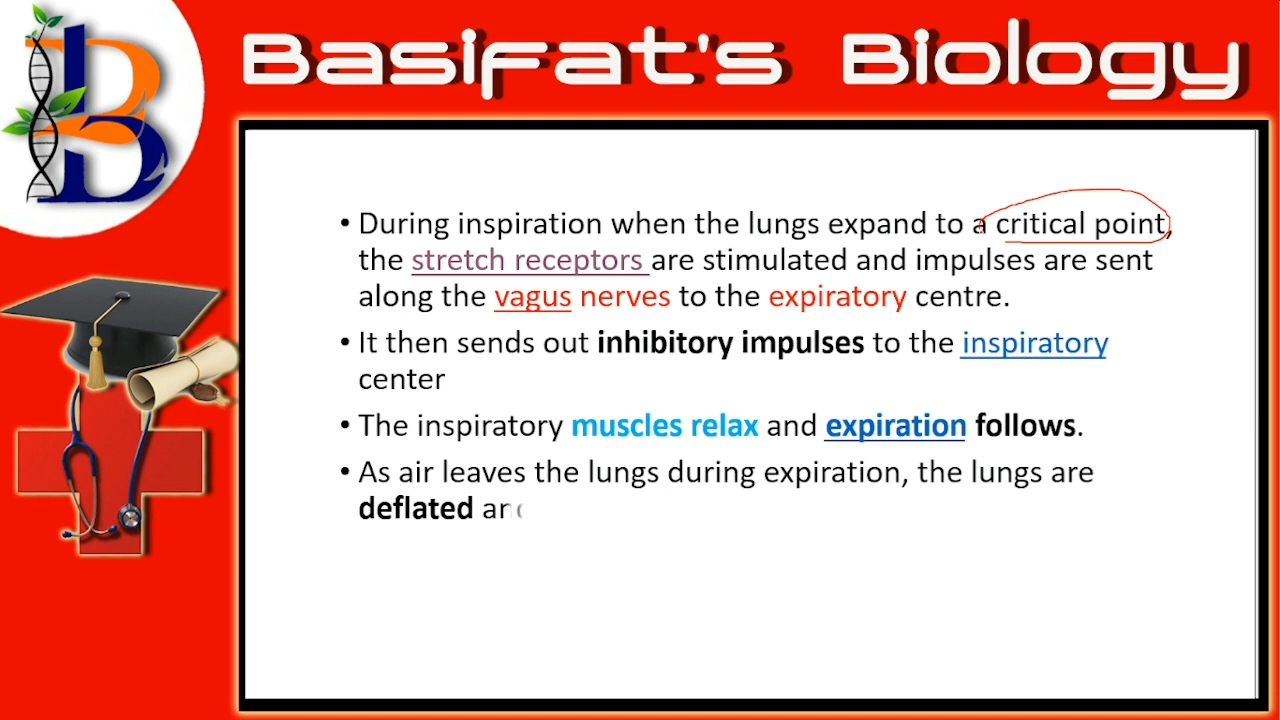 Basifat's Biology
• During inspiration when the lungs expand to a critical point,
the stretch receptors are stimulated and impulses are sent
along the vagus nerves to the expiratory centre.
• It then sends out inhibitory impulses to the inspiratory
center
• The inspiratory muscles relax and expiration follows.
• As air leaves the lungs during expiration, the lungs are
deflated and